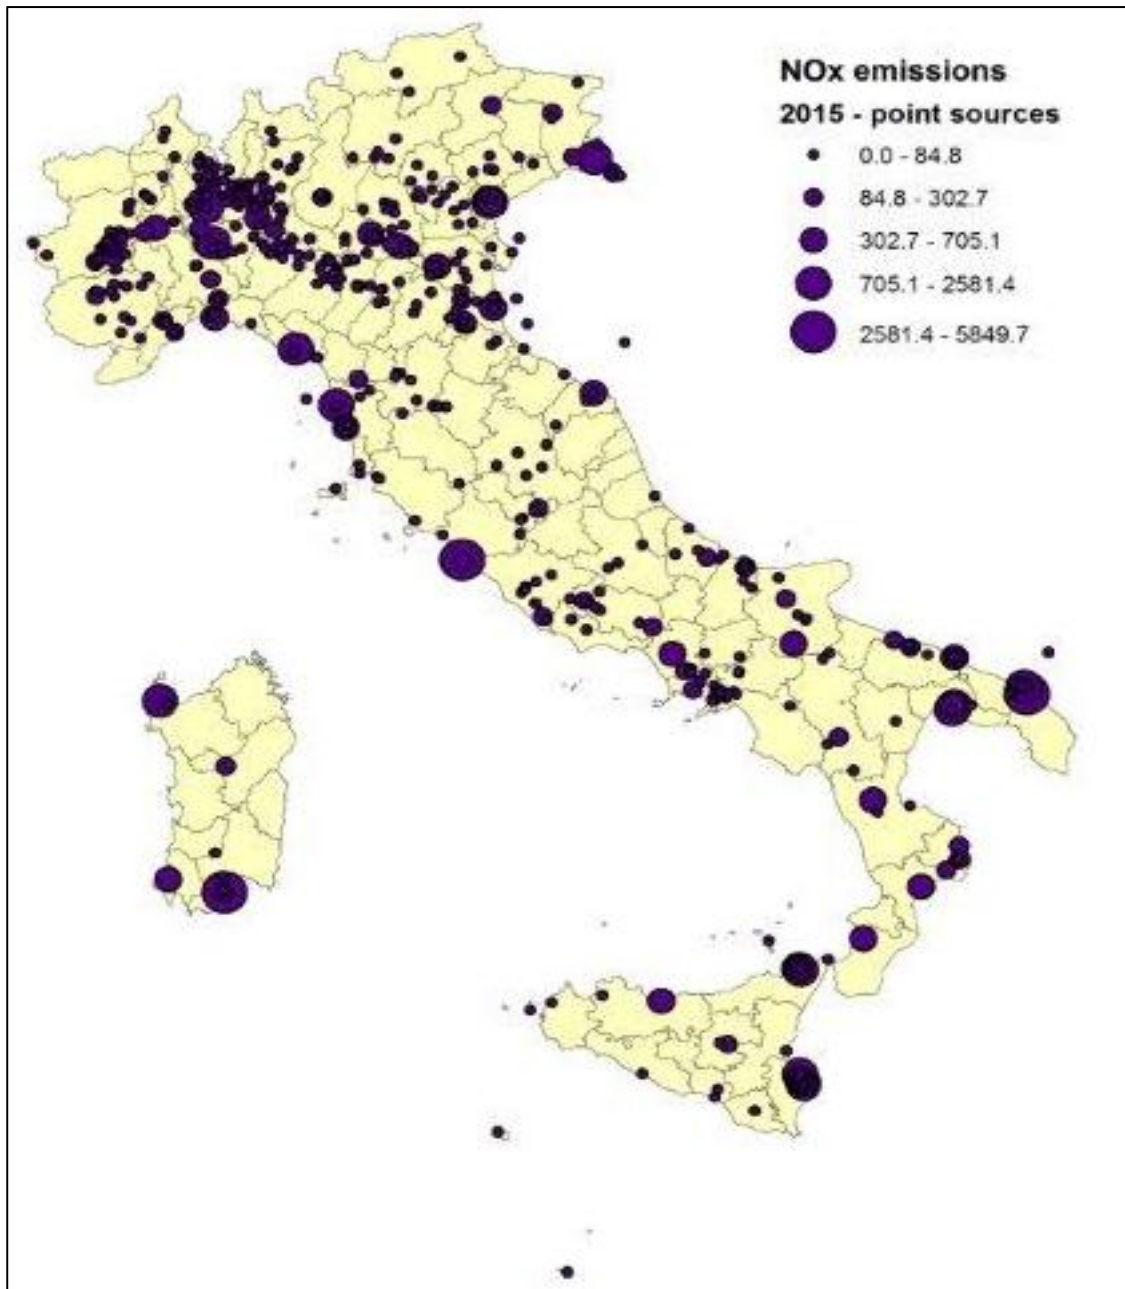 NOx emissions
2015 - point sources
0.0 - 84.8
84.8 - 302.7
302.7 - 705.1
705.1 - 2581.4
2581.4 - 5849.7